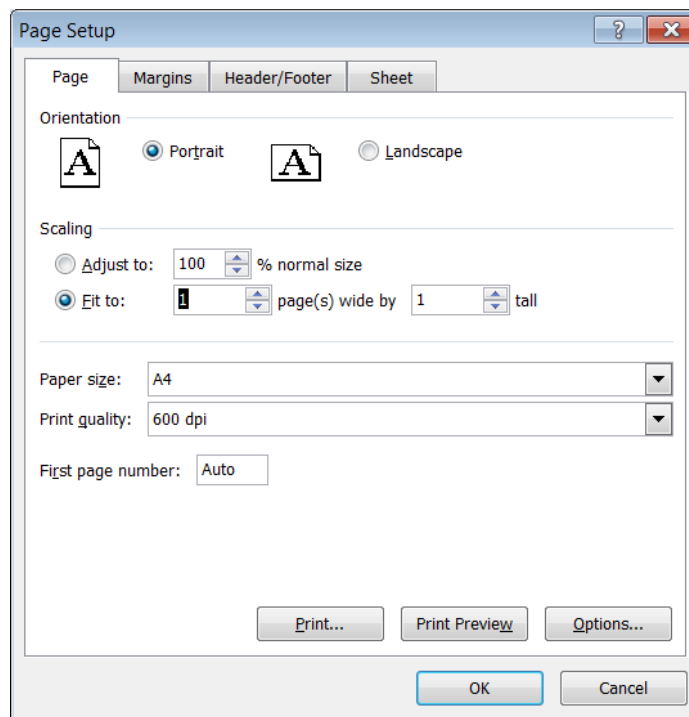 Page Setup
Page Margins Header/Footer Sheet
Orientation
A Portrait A Landscape
Scaling
Adjust to: 100 % normal size
Fit to: 1 page(s) wide by 1 tall
Paper size: A4
Print quality: 600 dpi
First page number: Auto
Print... Print Preview Options...
OK Cancel